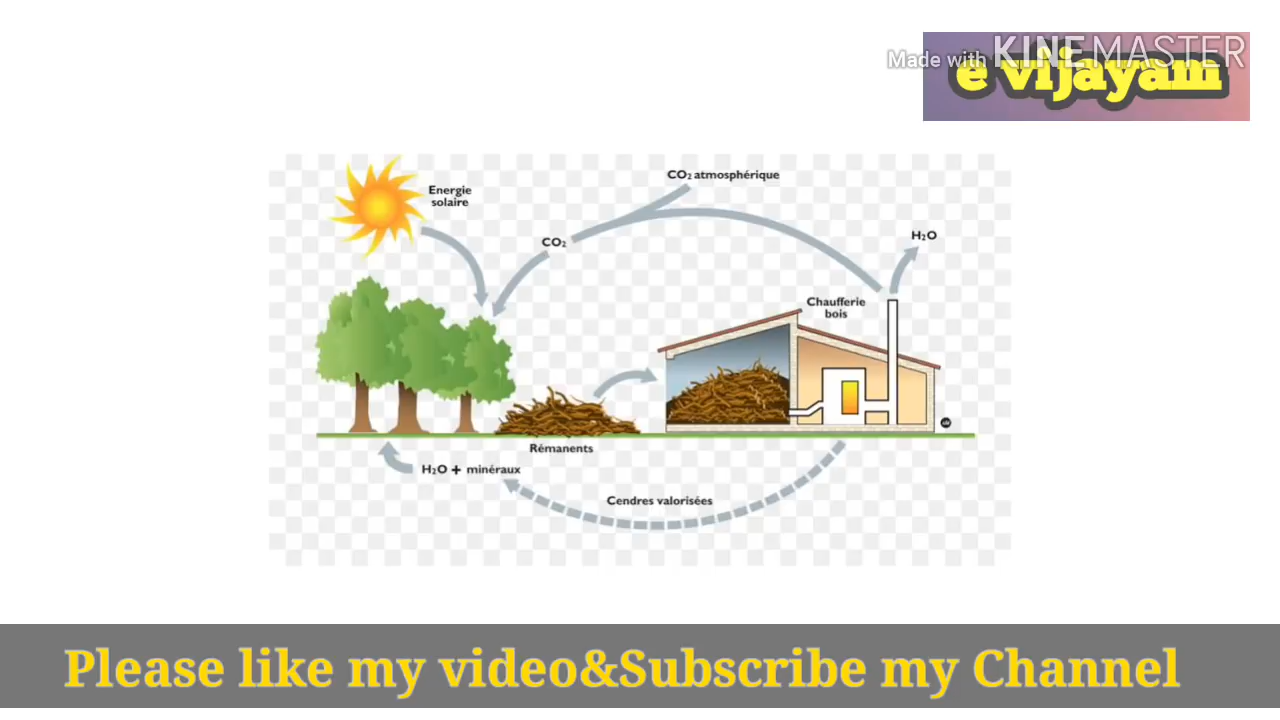 Made with KINEMASTER
e vijayam
CO₂ atmosphérique
Energie
solaire
CO₂
H₂O
Chaufferie
bois
Rémanents
H₂O + minéraux
Cendres valorisées
Please like my video&Subscribe my Channel